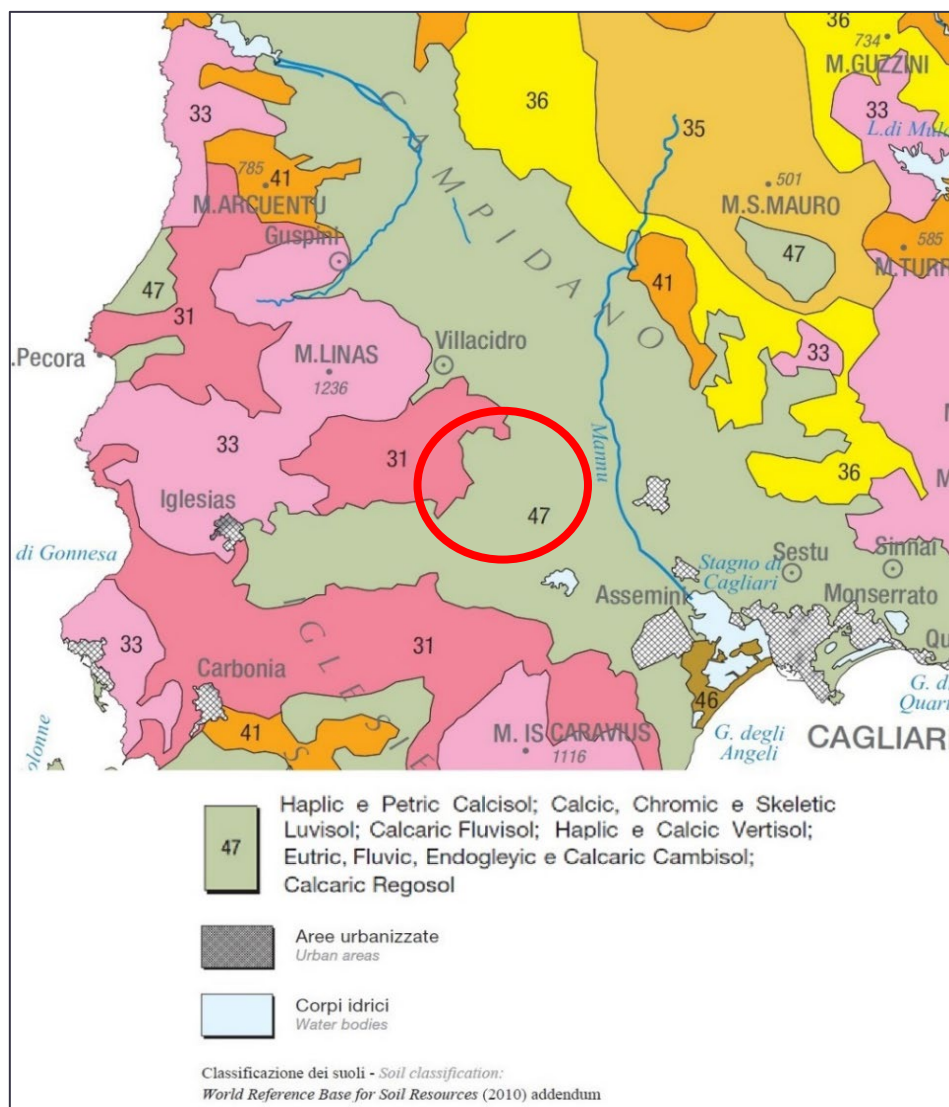 36
734
M.GUZZINI
33
36
35
33
L.di Mul
C A M P I D A N O
785
41
M.ARCUENTU
501
M.S.MAURO
585
M.TURR
Guspini
47
41
47
31
Villacidro
33
.Pecora
M.LINAS
1236
33
31
Mannu
36
Iglesias
47
di Gonnesa
Stagno di
Cagliari
Sestu
Sinnai
Assemini
Monserrato
33
31
Qu
Carbonia
46
G. d
Quart
olonne
41
M. IS CARAVIUS
1116
G. degli
Angeli
CAGLIARI
47
Haplic e Petric Calcisol; Calcic, Chromic e Skeletic
Luvisol; Calcaric Fluvisol; Haplic e Calcic Vertisol;
Eutric, Fluvic, Endogleyic e Calcaric Cambisol;
Calcaric Regosol
Aree urbanizzate
Urban areas
Corpi idrici
Water bodies
Classificazione dei suoli - Soil classification:
World Reference Base for Soil Resources (2010) addendum